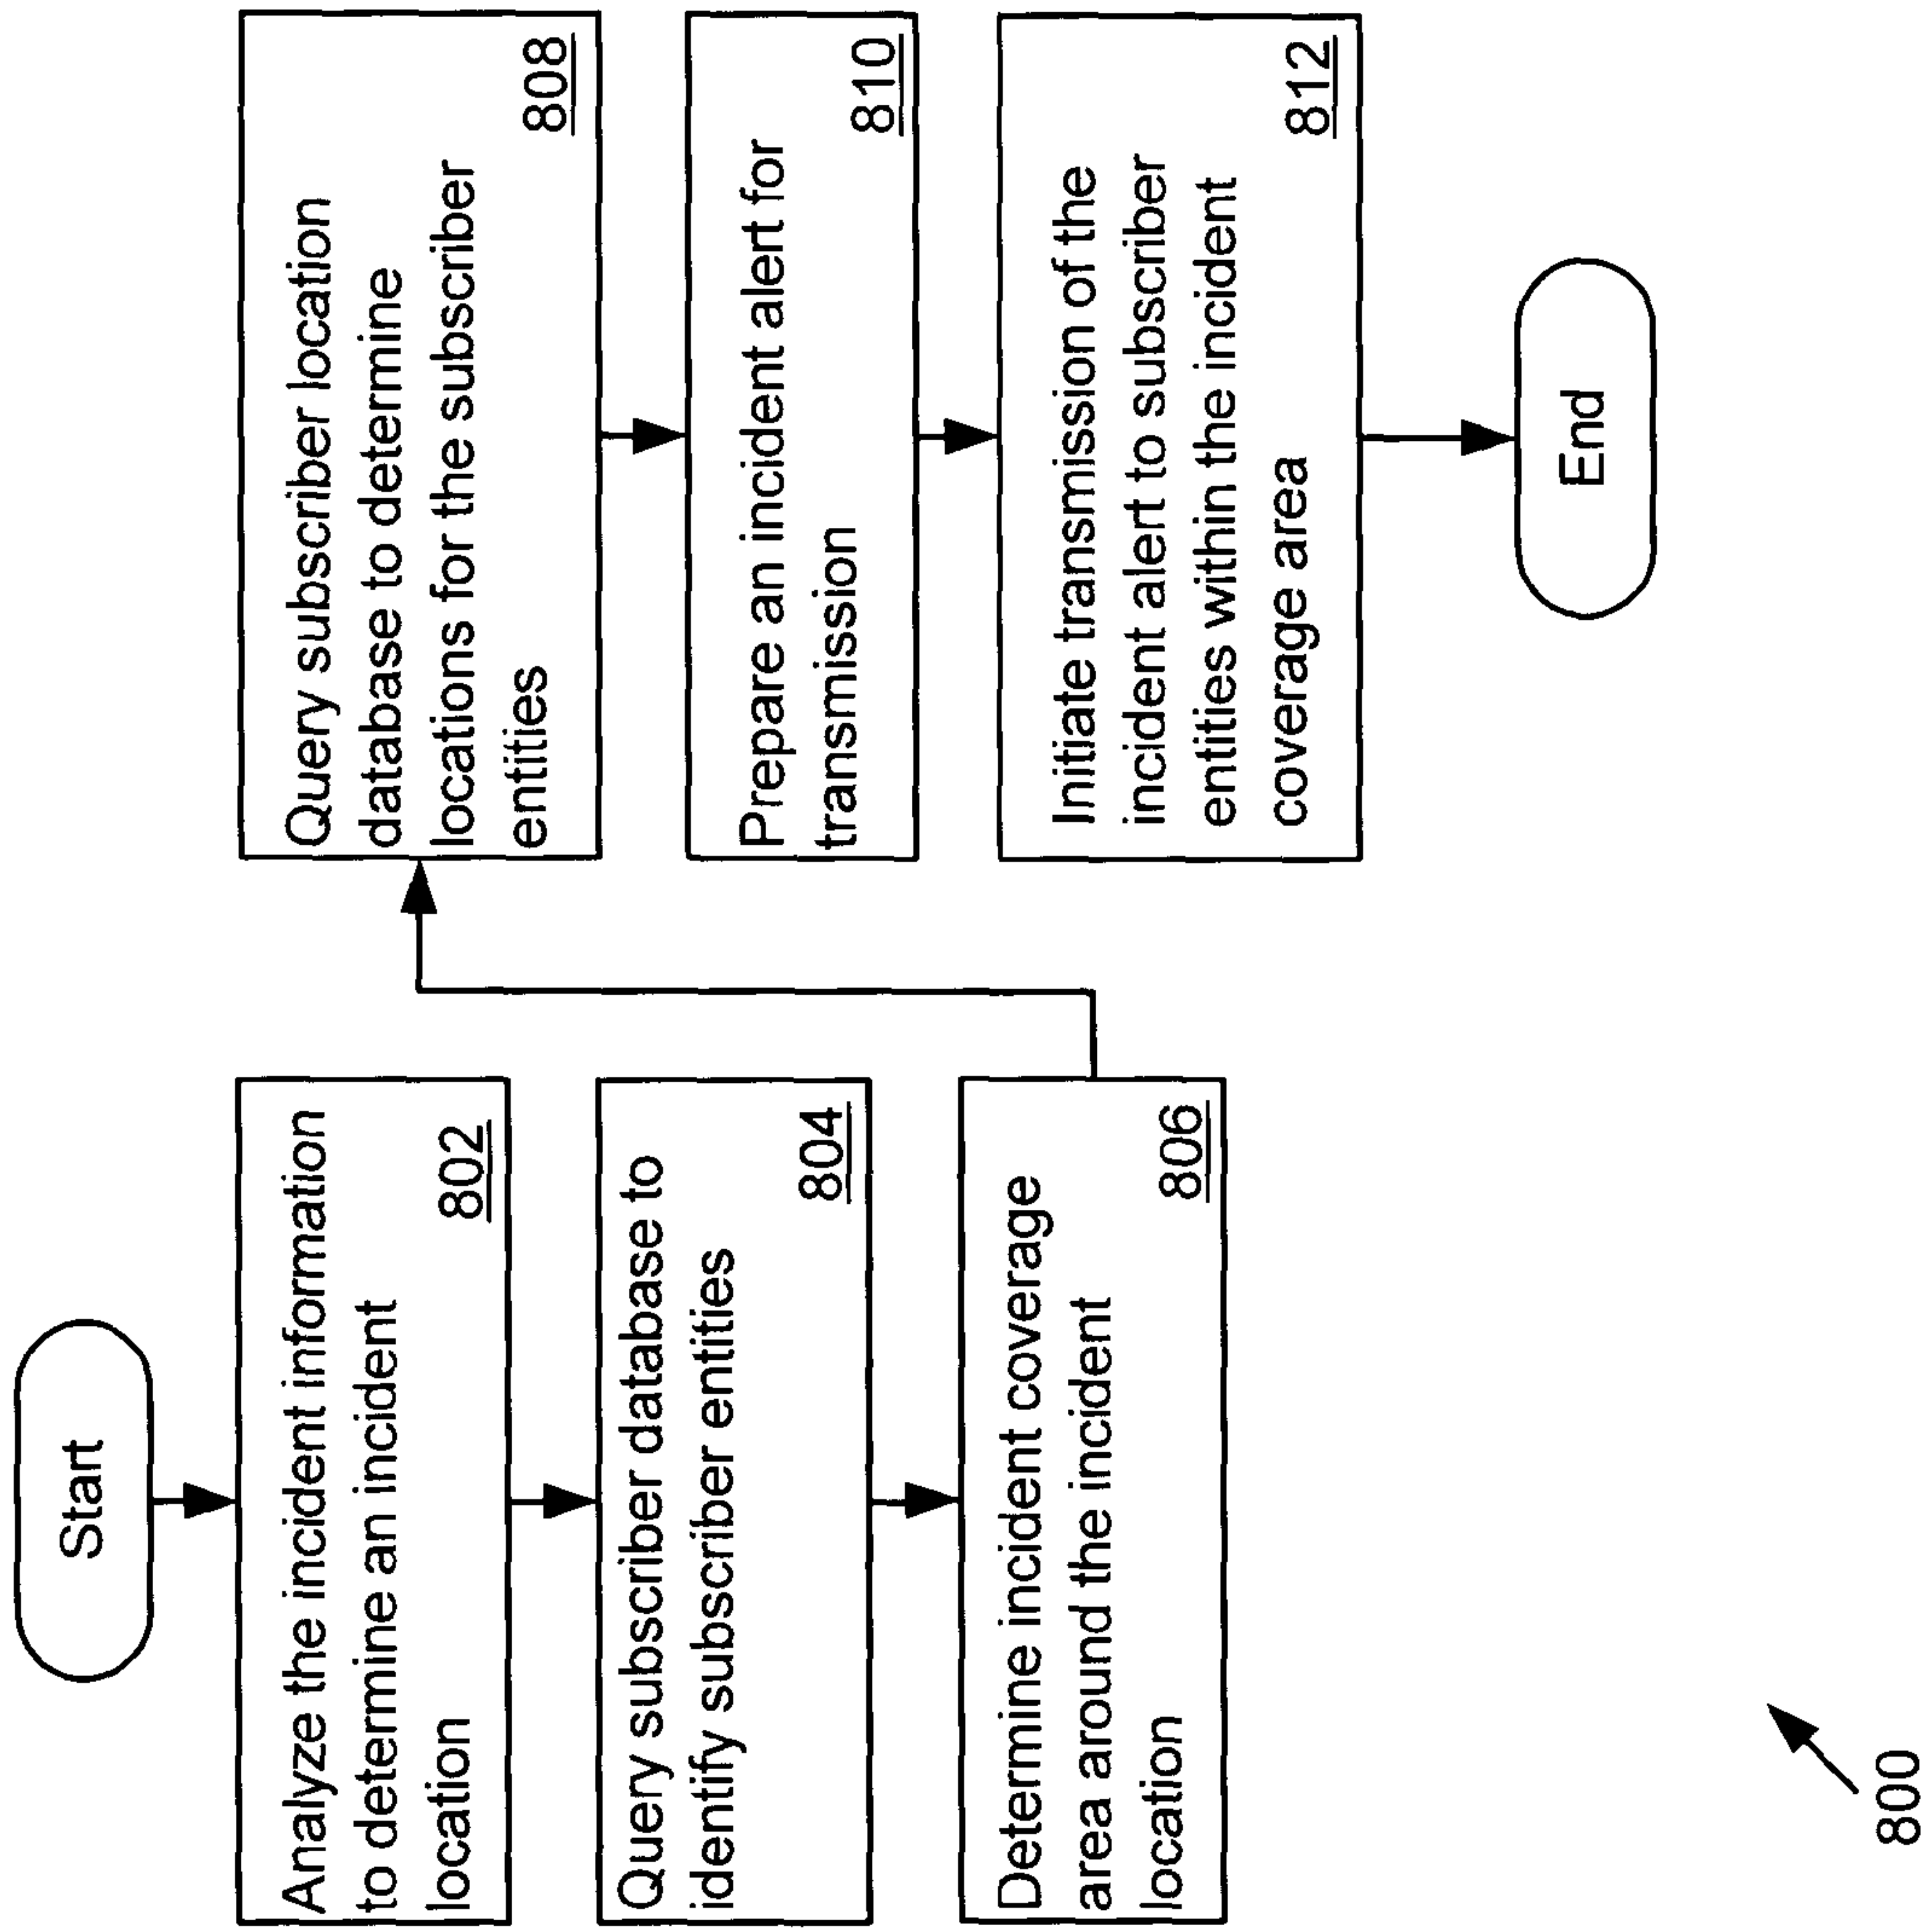 Start
Analyze the incident information
to determine an incident
location
802
Query subscriber database to
identify subscriber entities
804
Determine incident coverage
area around the incident
location
806
Query subscriber location
database to determine
locations for the subscriber
entities
808
Prepare an incident alert for
transmission
810
Initiate transmission of the
incident alert to subscriber
entities within the incident
coverage area
812
End
800